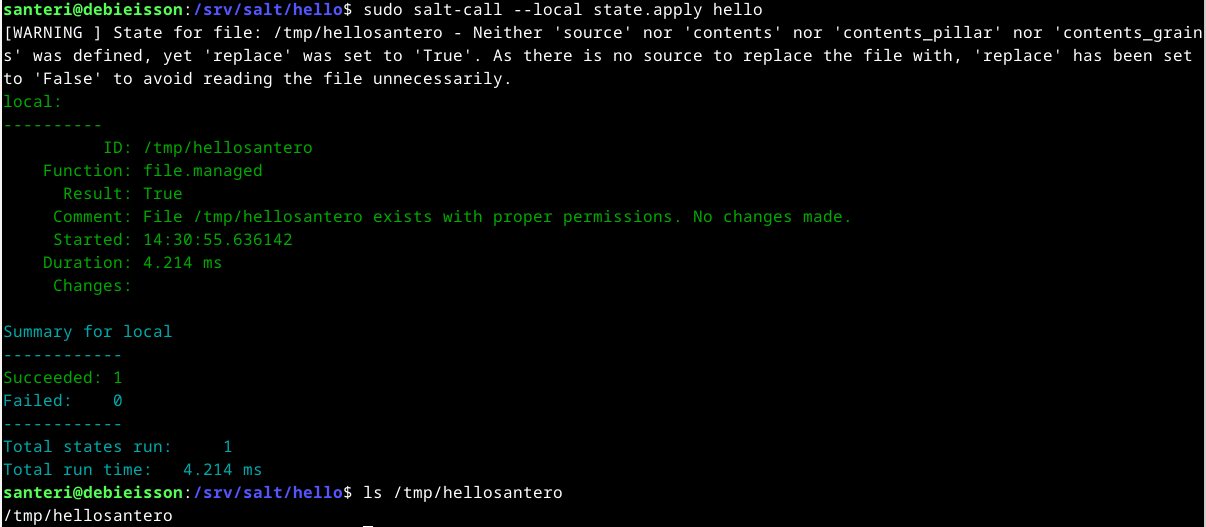 santeri@debieisson:/srv/salt/hello$ sudo salt-call --local state.apply hello
[WARNING ] State for file: /tmp/hellosantero - Neither 'source' nor 'contents' nor 'contents_pillar' nor 'contents_grain
s' was defined, yet 'replace' was set to 'True'. As there is no source to replace the file with, 'replace' has been set
to 'False' to avoid reading the file unnecessarily.
local:
----------
          ID: /tmp/hellosantero
    Function: file.managed
      Result: True
     Comment: File /tmp/hellosantero exists with proper permissions. No changes made.
     Started: 14:30:55.636142
    Duration: 4.214 ms
     Changes:

Summary for local
------------
Succeeded: 1
Failed:    0
------------
Total states run:     1
Total run time:   4.214 ms
santeri@debieisson:/srv/salt/hello$ ls /tmp/hellosantero
/tmp/hellosantero